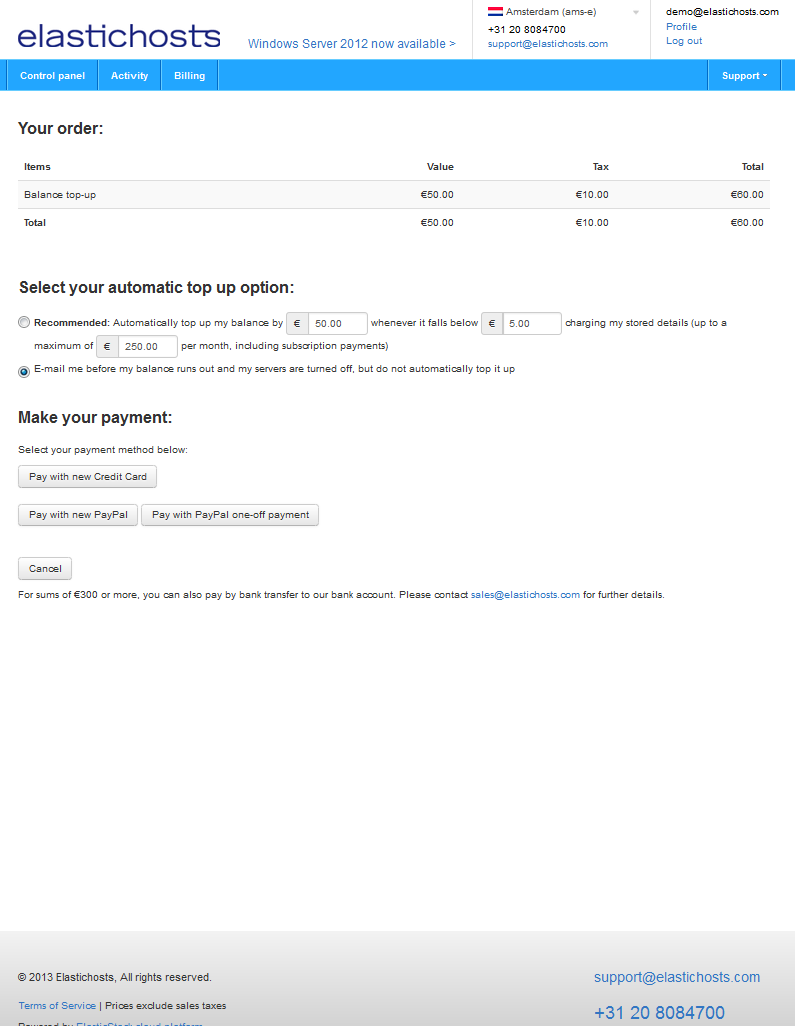 elastichosts
Windows Server 2012 now available >
Amsterdam (ams-e)
+31 20 8084700
support@elastichosts.com
demo@elastichosts.com
Profile
Log out
Control panel Activity Billing Support
Your order:
Items Value Tax Total
Balance top-up €50.00 €10.00 €60.00
Total €50.00 €10.00 €60.00
Select your automatic top up option:
Recommended: Automatically top up my balance by € 50.00 whenever it falls below € 5.00 charging my stored details (up to a
maximum of € 250.00 per month, including subscription payments)
E-mail me before my balance runs out and my servers are turned off, but do not automatically top it up
Make your payment:
Select your payment method below:
Pay with new Credit Card
Pay with new PayPal Pay with PayPal one-off payment
Cancel
For sums of €300 or more, you can also pay by bank transfer to our bank account. Please contact sales@elastichosts.com for further details.
© 2013 Elastichosts, All rights reserved.
support@elastichosts.com
Terms of Service | Prices exclude sales taxes
+31 20 8084700
Powered by ElasticStack cloud platform